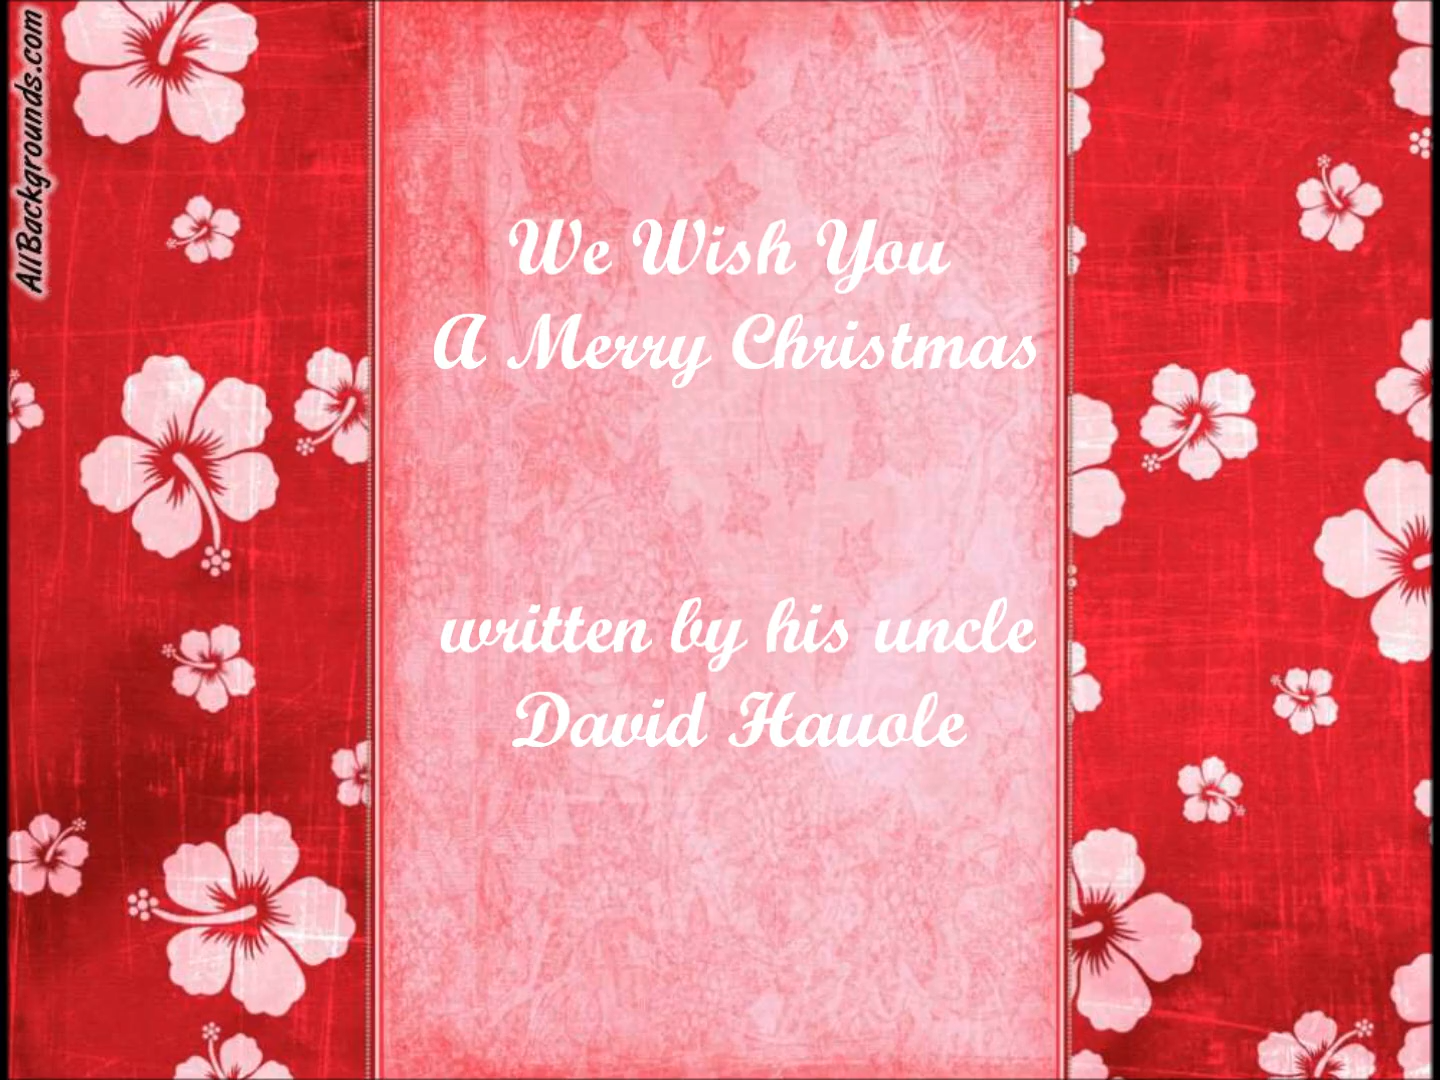 AllBackgrounds.com
We Wish You
A Merry Christmas
written by his uncle
David Hauole